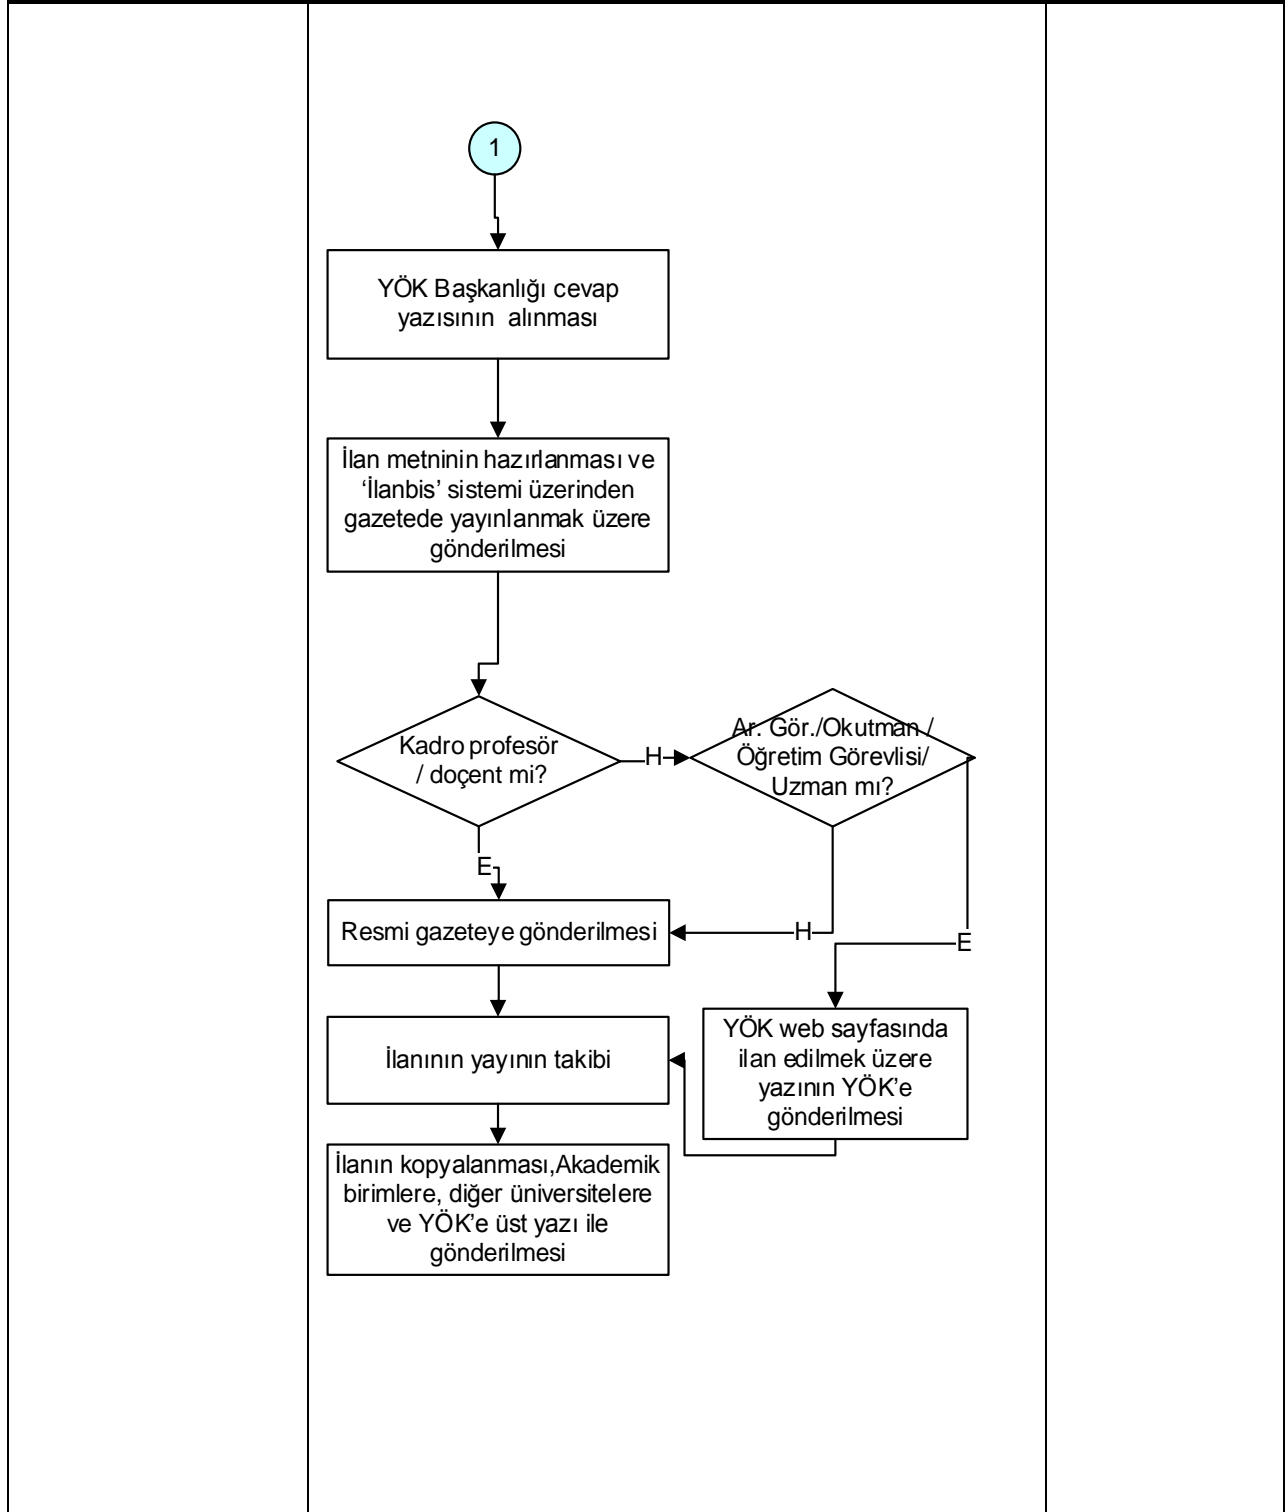 1
YÖK Başkanlığı cevap
yazısının alınması
İlan metninin hazırlanması ve
‘İlanbis’ sistemi üzerinden
gazetede yayınlanmak üzere
gönderilmesi
Kadro profesör
/ doçent mi?
H
Ar. Gör./Okutman /
Öğretim Görevlisi/
Uzman mı?
E
Resmi gazeteye gönderilmesi
H
E
İlanının yayının takibi
YÖK web sayfasında
ilan edilmek üzere
yazının YÖK’e
gönderilmesi
İlanın kopyalanması,Akademik
birimlere, diğer üniversitelere
ve YÖK’e üst yazı ile
gönderilmesi